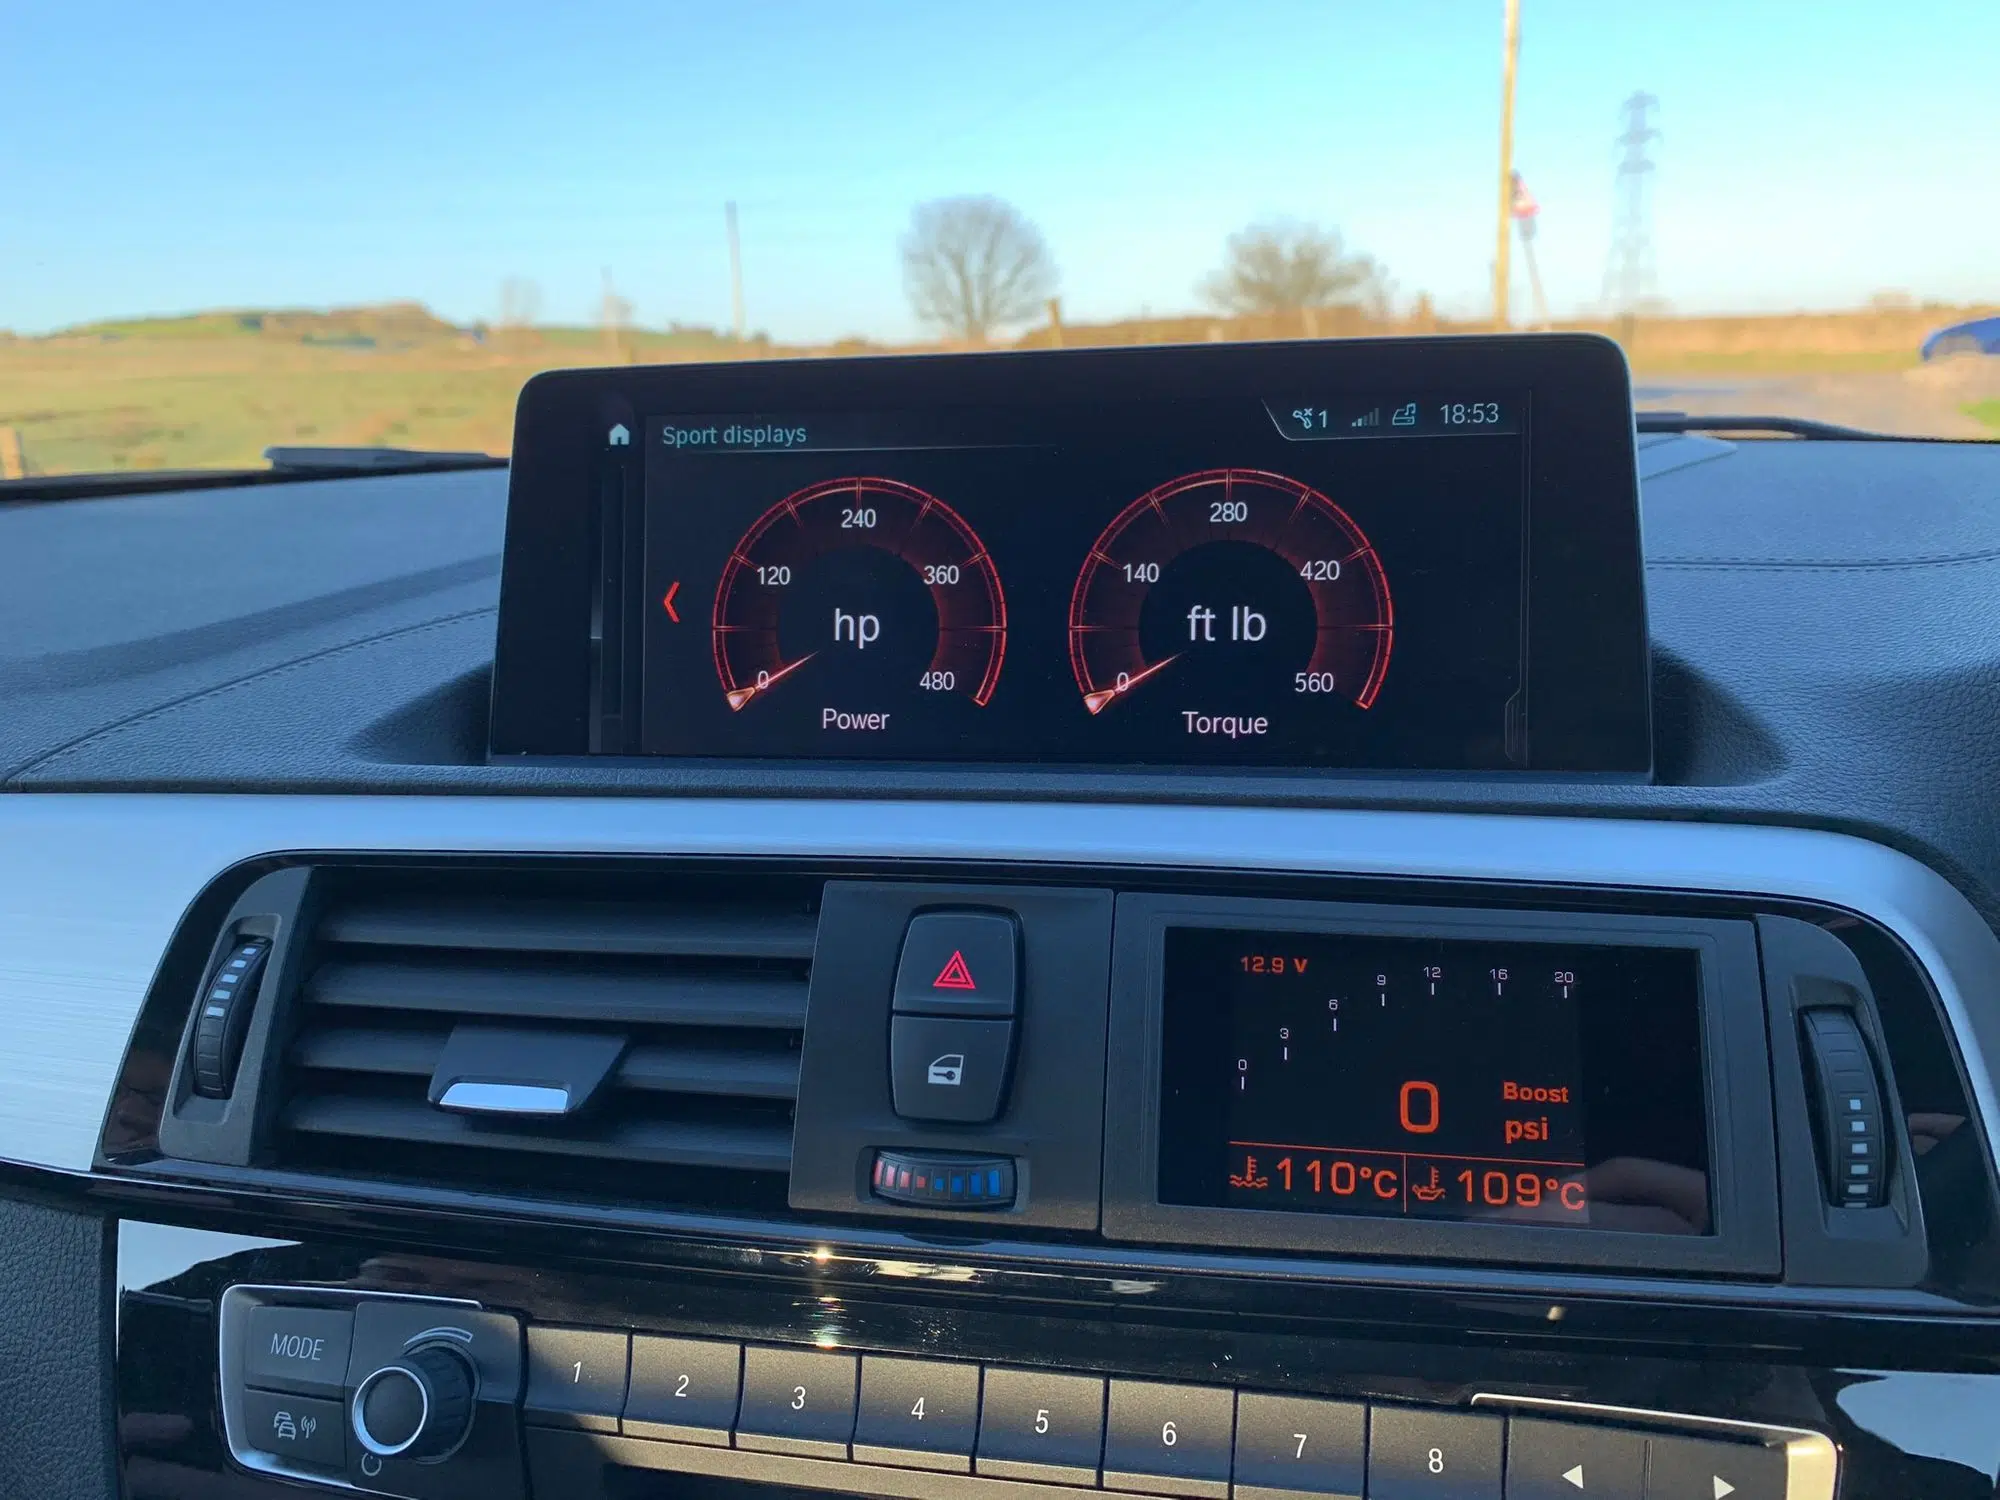 Sport displays
1 18:53
240
120 360
hp
0 480
Power
280
140 420
ft lb
0 560
Torque
12.9 V
0 3 6 9 12 16 20
0 Boost
psi
110°C 109°C
MODE
1 2 3 4 5 6 7 8